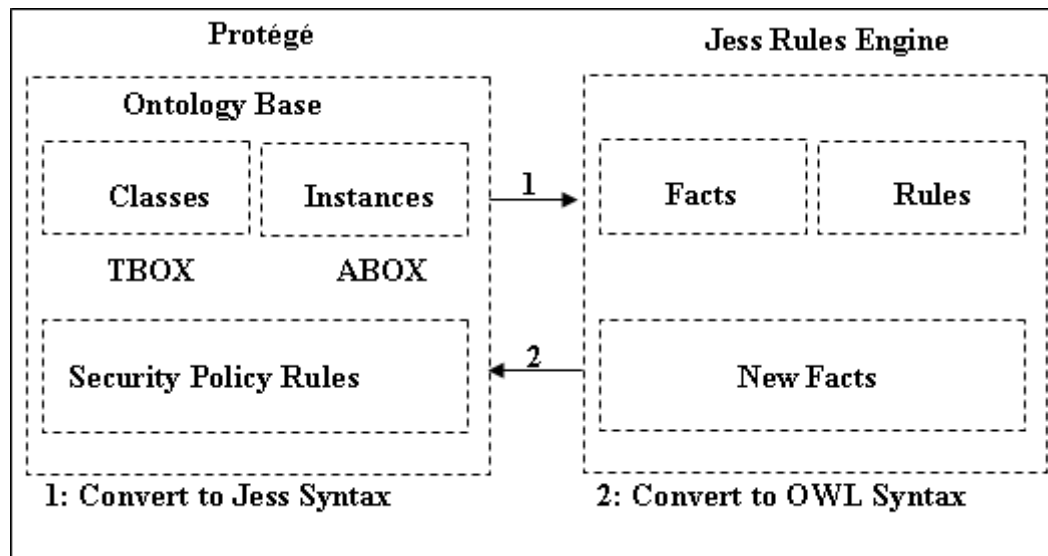 Protégé
Jess Rules Engine
Ontology Base
Classes
Instances
TBOX
ABOX
Security Policy Rules
1
2
Facts
Rules
New Facts
1: Convert to Jess Syntax
2: Convert to OWL Syntax